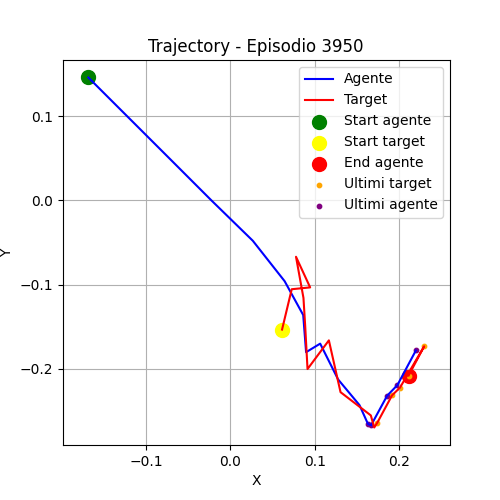 Trajectory - Episodio 3950
Agente
Target
Start agente
Start target
End agente
Ultimi target
Ultimi agente
0.1
0.0
−0.1
−0.2
Y
−0.1
0.0
0.1
0.2
X